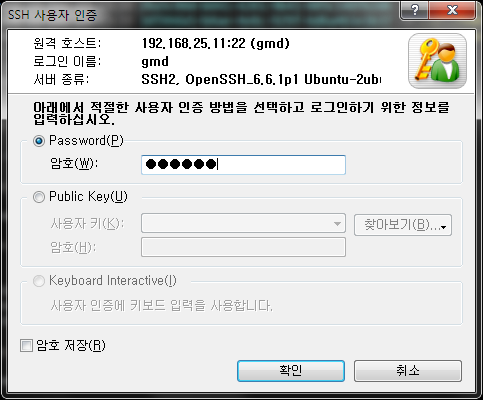 SSH 사용자 인증
원격 호스트: 192.168.25.11:22 (gmd)
로그인 이름: gmd
서버 종류: SSH2, OpenSSH_6.6.1p1 Ubuntu-2ubu
아래에서 적절한 사용자 인증 방법을 선택하고 로그인하기 위한 정보를
입력하십시오.
Password(P)
암호(W): ●●●●●●
Public Key(U)
사용자 키(K): 찾아보기(B)...
암호(H):
Keyboard Interactive(I)
사용자 인증에 키보드 입력을 사용합니다.
암호 저장(R)
확인 취소